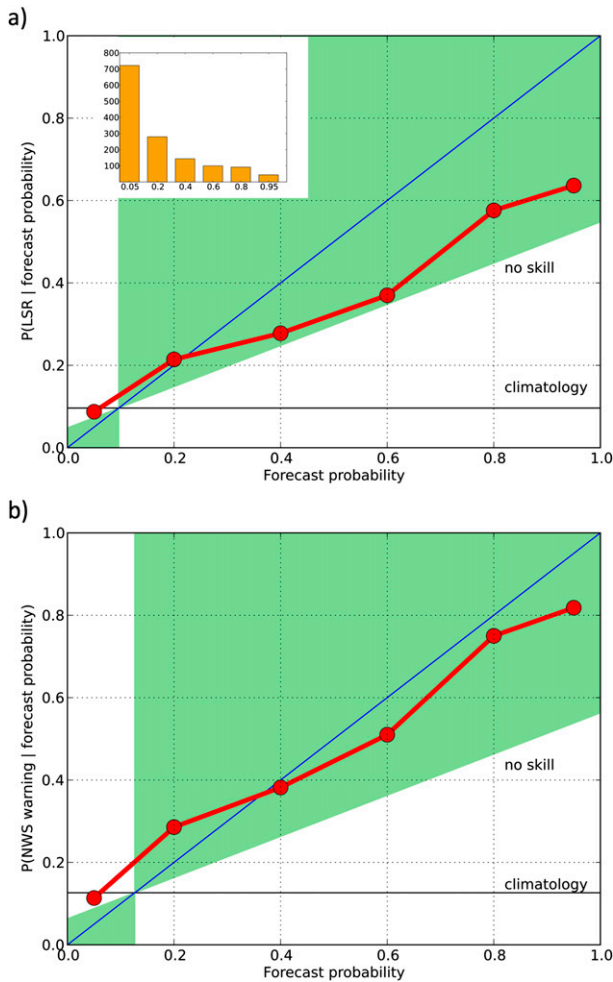 a)
1.0
0.8
0.6
0.4
0.2
0.0
P(LSR | forecast probability)
800
700
600
500
400
300
200
100
0.05 0.2 0.4 0.6 0.8 0.95
no skill
climatology
0.0 0.2 0.4 0.6 0.8 1.0
Forecast probability
b)
1.0
0.8
0.6
0.4
0.2
0.0
P(NWS warning | forecast probability)
no skill
climatology
0.0 0.2 0.4 0.6 0.8 1.0
Forecast probability